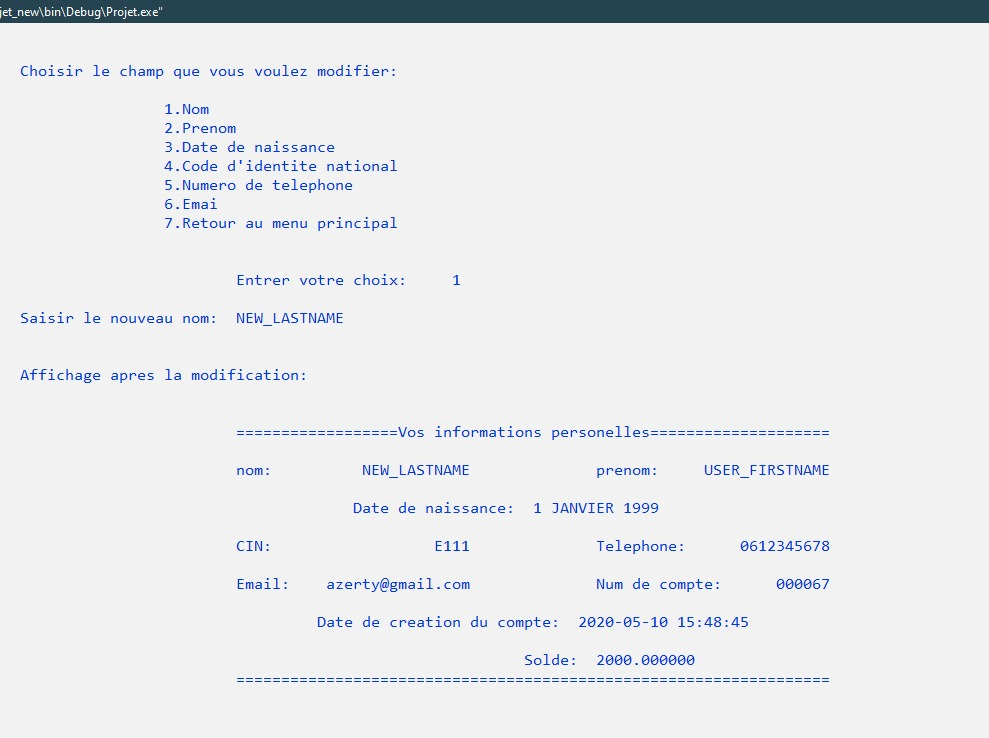 jet_new\bin\Debug\Projet.exe"
Choisir le champ que vous voulez modifier:
1.Nom
2.Prenom
3.Date de naissance
4.Code d'identite national
5.Numero de telephone
6.Emai
7.Retour au menu principal
Entrer votre choix: 1
Saisir le nouveau nom: NEW_LASTNAME
Affichage apres la modification:
==================Vos informations personelles====================
nom: NEW_LASTNAME prenom: USER_FIRSTNAME
Date de naissance: 1 JANVIER 1999
CIN: E111 Telephone: 0612345678
Email: azerty@gmail.com Num de compte: 000067
Date de creation du compte: 2020-05-10 15:48:45
Solde: 2000.000000
==================================================================